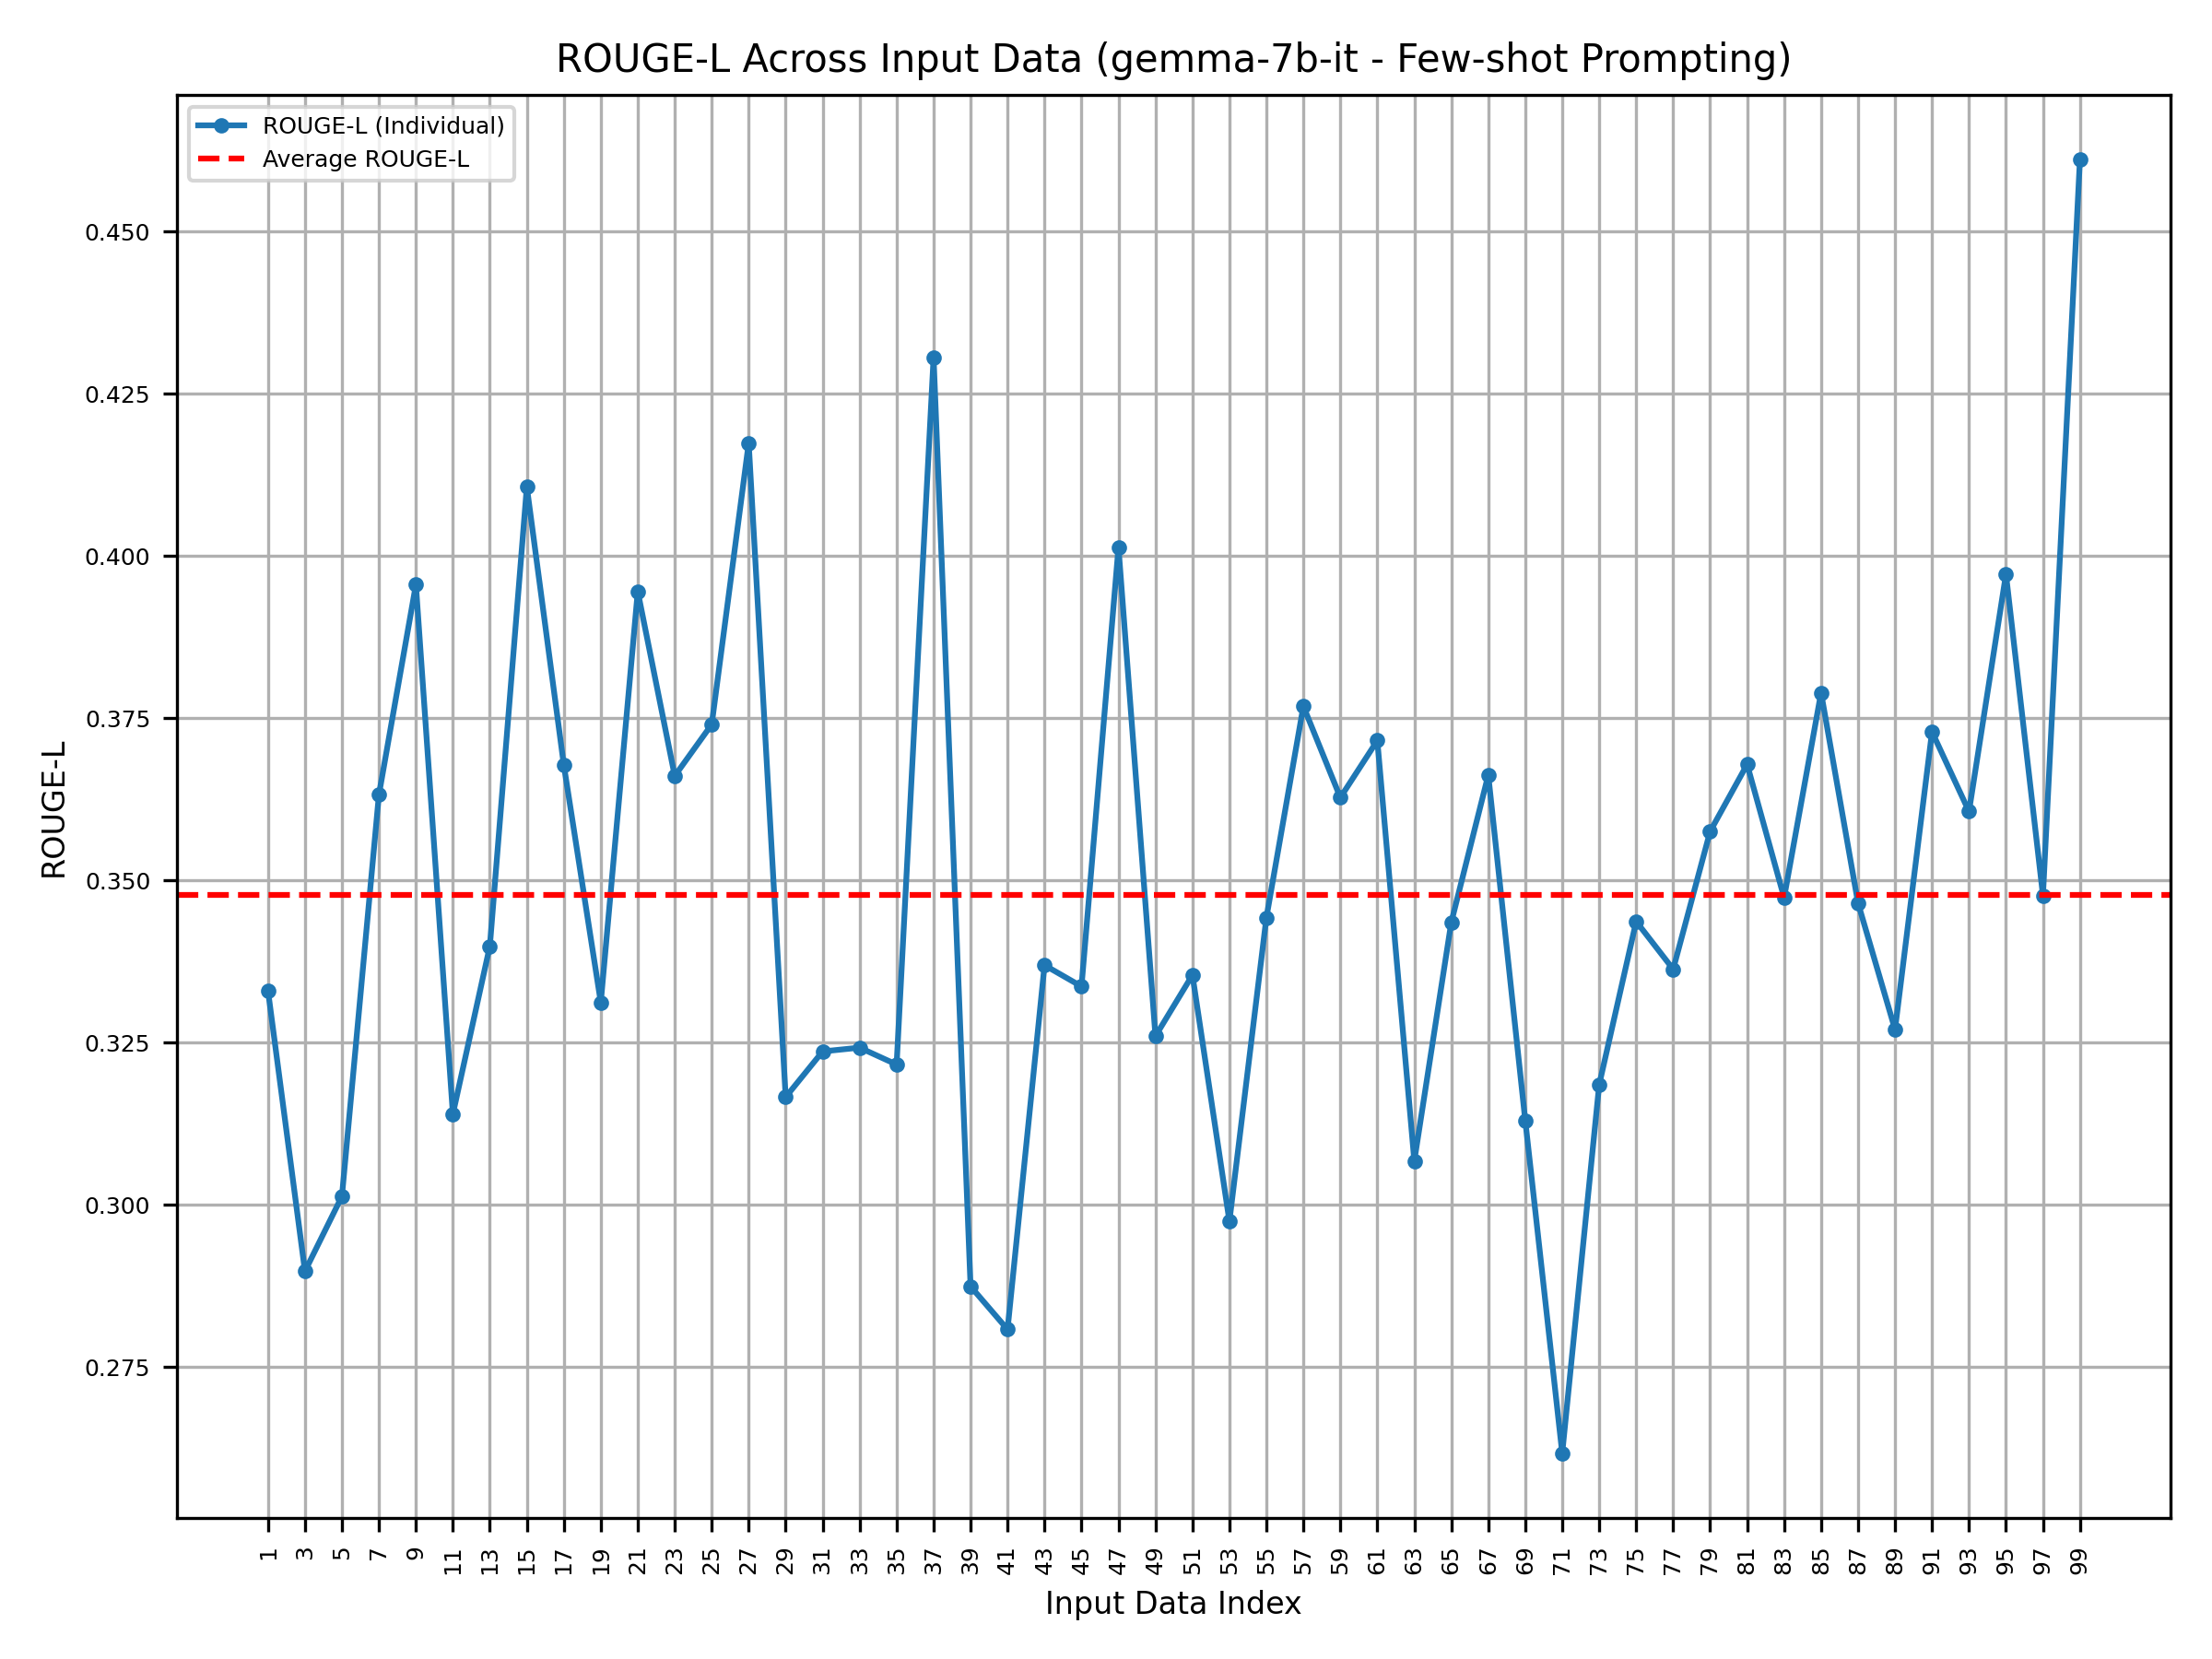 ROUGE-L Across Input Data (gemma-7b-it - Few-shot Prompting)
ROUGE-L (Individual)
Average ROUGE-L
ROUGE-L
0.450
0.425
0.400
0.375
0.350
0.325
0.300
0.275
1 3 5 7 9 11 13 15 17 19 21 23 25 27 29 31 33 35 37 39 41 43 45 47 49 51 53 55 57 59 61 63 65 67 69 71 73 75 77 79 81 83 85 87 89 91 93 95 97 99
Input Data Index